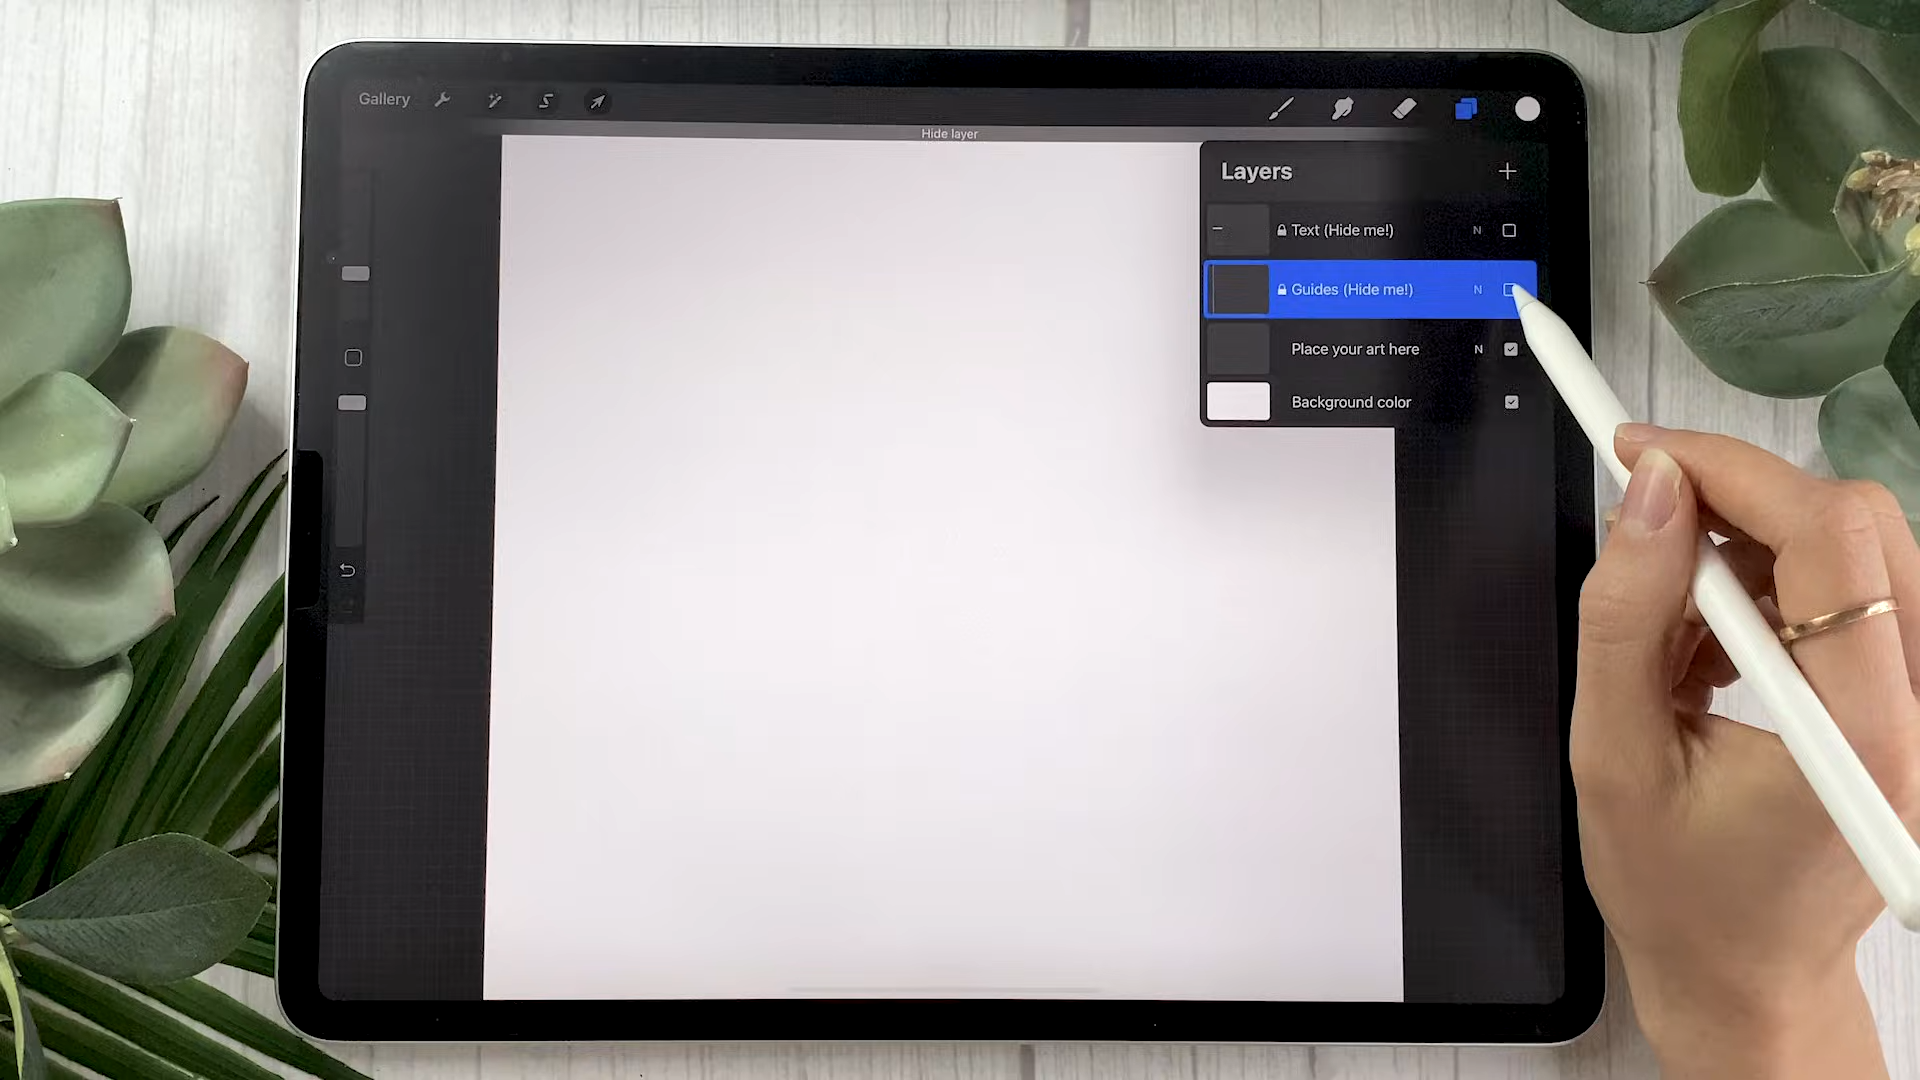 Gallery
Hide layer
Layers
Text (Hide me!) N
Guides (Hide me!) N
Place your art here N
Background color